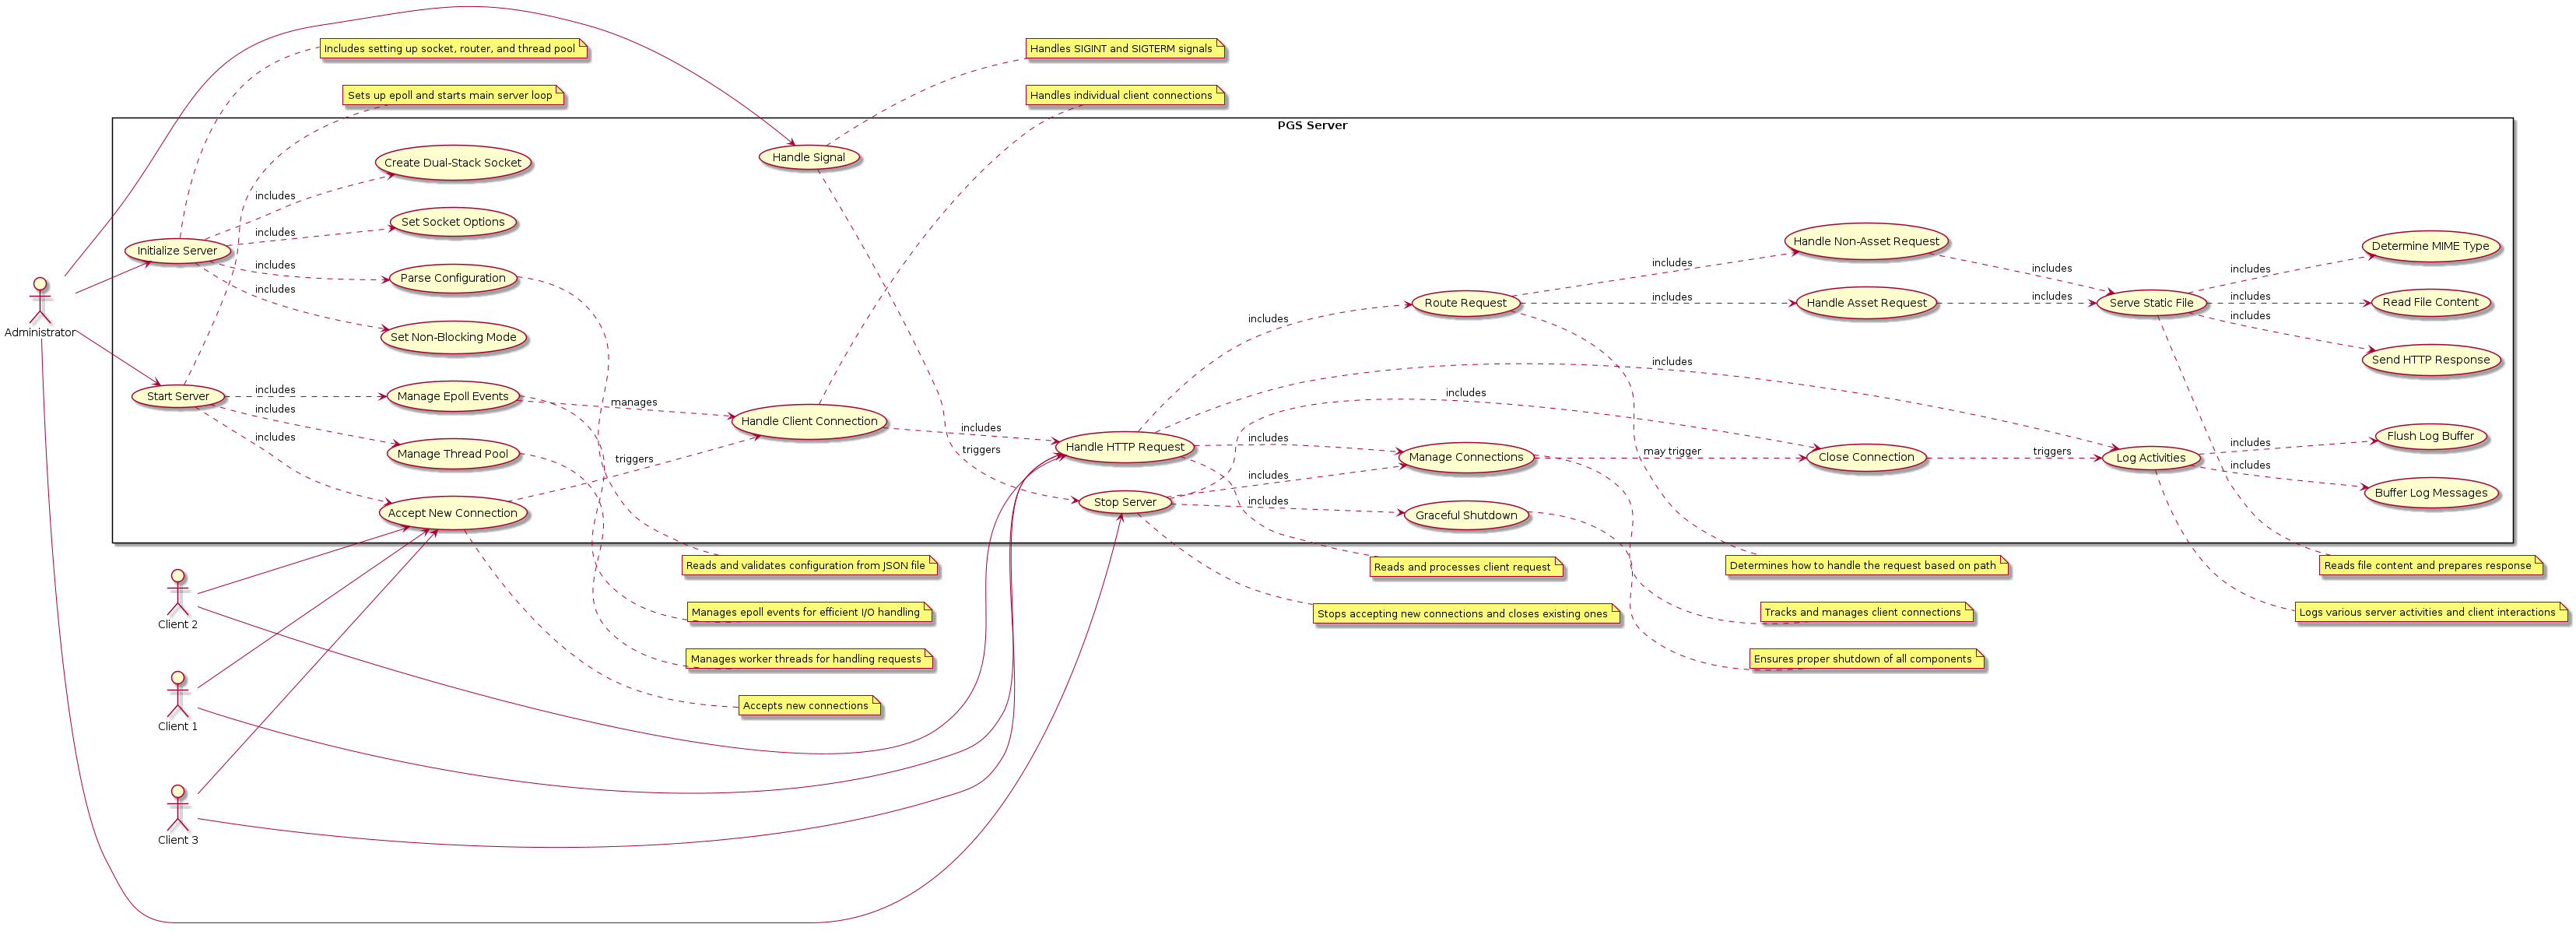 Includes setting up socket, router, and thread pool
Handles SIGINT and SIGTERM signals
Sets up epoll and starts main server loop
Handles individual client connections
PGS Server
Create Dual-Stack Socket
Handle Signal
includes
Set Socket Options
includes
Initialize Server
includes
Parse Configuration
includes
Set Non-Blocking Mode
Administrator
Start Server
includes
Manage Epoll Events
includes
Manage Thread Pool
includes
Accept New Connection
manages
triggers
Handle Client Connection
includes
triggers
Handle HTTP Request
Stop Server
includes
includes
includes
includes
includes
includes
Route Request
Manage Connections
Graceful Shutdown
includes
includes
may trigger
Handle Non-Asset Request
Handle Asset Request
Close Connection
includes
includes
triggers
Serve Static File
Log Activities
includes
includes
includes
includes
includes
Determine MIME Type
Read File Content
Send HTTP Response
Flush Log Buffer
Buffer Log Messages
Reads and validates configuration from JSON file
Reads and processes client request
Determines how to handle the request based on path
Reads file content and prepares response
Client 2
Manages epoll events for efficient I/O handling
Stops accepting new connections and closes existing ones
Tracks and manages client connections
Logs various server activities and client interactions
Manages worker threads for handling requests
Ensures proper shutdown of all components
Accepts new connections
Client 1
Client 3